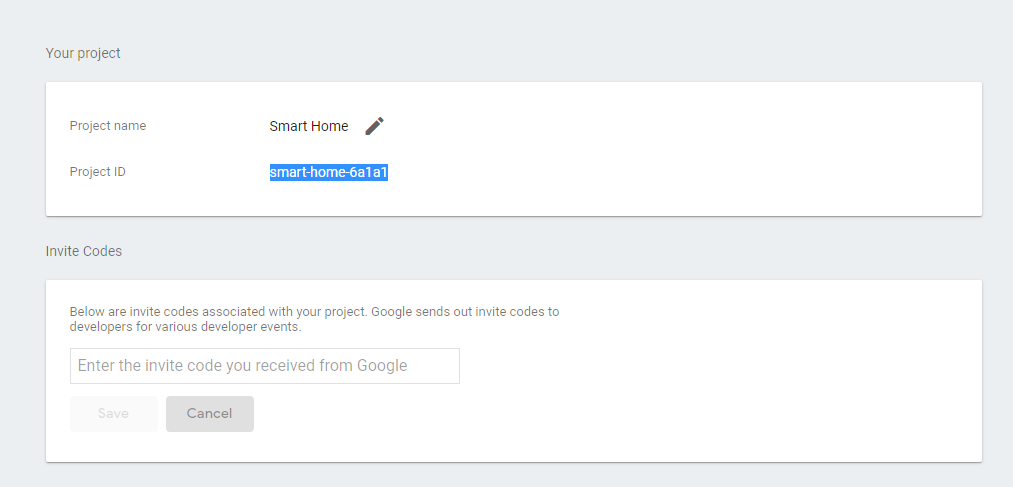 Your project
Project name Smart Home
Project ID smart-home-6a1a1
Invite Codes
Below are invite codes associated with your project. Google sends out invite codes to
developers for various developer events.
Enter the invite code you received from Google
Save Cancel